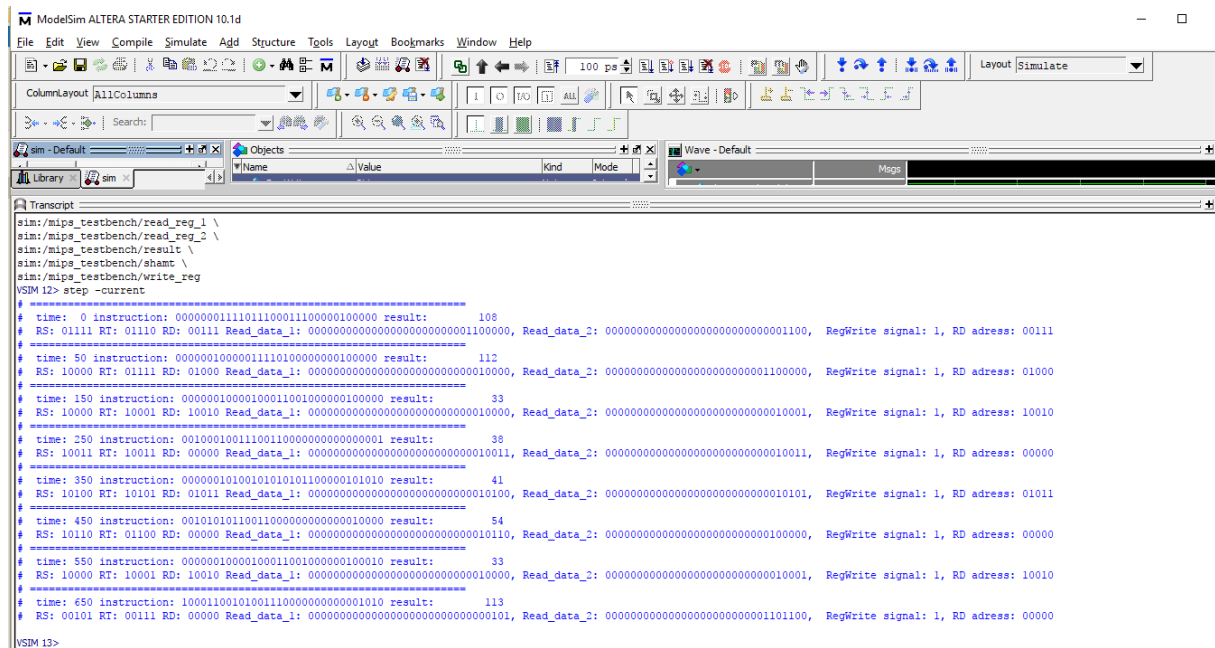 ModelSim ALTERA STARTER EDITION 10.1d
File Edit View Compile Simulate Add Structure Tools Layout Bookmarks Window Help
100 ps Layout Simulate
ColumnLayout AllColumns I O I/O ALL
Search:
sim - Default Objects Wave - Default
Name Value Kind Mode Msgs
Library sim
Transcript
sim:/mips_testbench/read_reg_1 \
sim:/mips_testbench/read_reg_2 \
sim:/mips_testbench/result \
sim:/mips_testbench/shamt \
sim:/mips_testbench/write_reg
VSIM 12> step -current
# ==================================================================
# time: 0 instruction: 00000001111011100011100000100000 result: 108
# RS: 01111 RT: 01110 RD: 00111 Read_data_1: 00000000000000000000000001100000, Read_data_2: 00000000000000000000000000001100, RegWrite signal: 1, RD adress: 00111
# ==================================================================
# time: 50 instruction: 00000010000011110100000000100000 result: 112
# RS: 10000 RT: 01111 RD: 01000 Read_data_1: 00000000000000000000000000010000, Read_data_2: 00000000000000000000000001100000, RegWrite signal: 1, RD adress: 01000
# ==================================================================
# time: 150 instruction: 00000010000100011001000000100000 result: 33
# RS: 10000 RT: 10001 RD: 10010 Read_data_1: 00000000000000000000000000010000, Read_data_2: 00000000000000000000000000010001, RegWrite signal: 1, RD adress: 10010
# ==================================================================
# time: 250 instruction: 00100010011100110000000000000001 result: 38
# RS: 10011 RT: 10011 RD: 00000 Read_data_1: 00000000000000000000000000010011, Read_data_2: 00000000000000000000000000010011, RegWrite signal: 1, RD adress: 00000
# ==================================================================
# time: 350 instruction: 00000010100101010101100000101010 result: 41
# RS: 10100 RT: 10101 RD: 01011 Read_data_1: 00000000000000000000000000010100, Read_data_2: 00000000000000000000000000010101, RegWrite signal: 1, RD adress: 01011
# ==================================================================
# time: 450 instruction: 00101010110011000000000000010000 result: 54
# RS: 10110 RT: 01100 RD: 00000 Read_data_1: 00000000000000000000000000010110, Read_data_2: 00000000000000000000000000100000, RegWrite signal: 1, RD adress: 00000
# ==================================================================
# time: 550 instruction: 00000010000100011001000000100010 result: 33
# RS: 10000 RT: 10001 RD: 10010 Read_data_1: 00000000000000000000000000010000, Read_data_2: 00000000000000000000000000010001, RegWrite signal: 1, RD adress: 10010
# ==================================================================
# time: 650 instruction: 10001100101001110000000000001010 result: 113
# RS: 00101 RT: 00111 RD: 00000 Read_data_1: 00000000000000000000000000000101, Read_data_2: 00000000000000000000000001101100, RegWrite signal: 1, RD adress: 00000
VSIM 13>